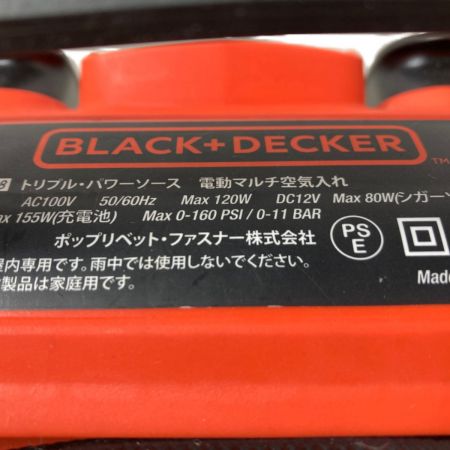 BLACK+DECKER TM
トリプル・パワーソース 電動マルチ空気入れ
AC100V 50/60Hz Max 120W DC12V Max 80W(シガー
155W(充電池) Max 0-160 PSI / 0-11 BAR
ポップリベット・ファスナー株式会社
PS
E
内専用です。雨中では使用しないでください。
製品は家庭用です。
Made